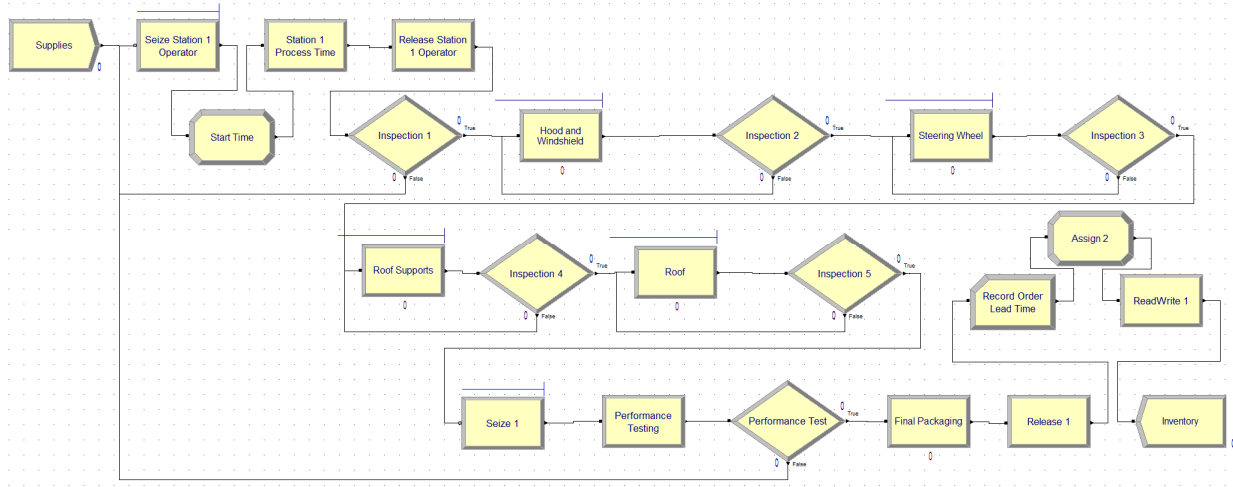 Supplies
0
Seize Station 1
Operator
Start Time
Station 1
Process Time
Release Station
1 Operator
Inspection 1
0
True
0
False
Hood and
Windshield
0
Inspection 2
0
True
0
False
Steering Wheel
0
Inspection 3
0
True
0
False
Roof Supports
0
Inspection 4
0
True
0
False
Roof
0
Inspection 5
0
True
0
False
Record Order
Lead Time
Assign 2
ReadWrite 1
Seize 1
Performance
Testing
Performance Test
0
True
0
False
Final Packaging
0
Release 1
Inventory
0